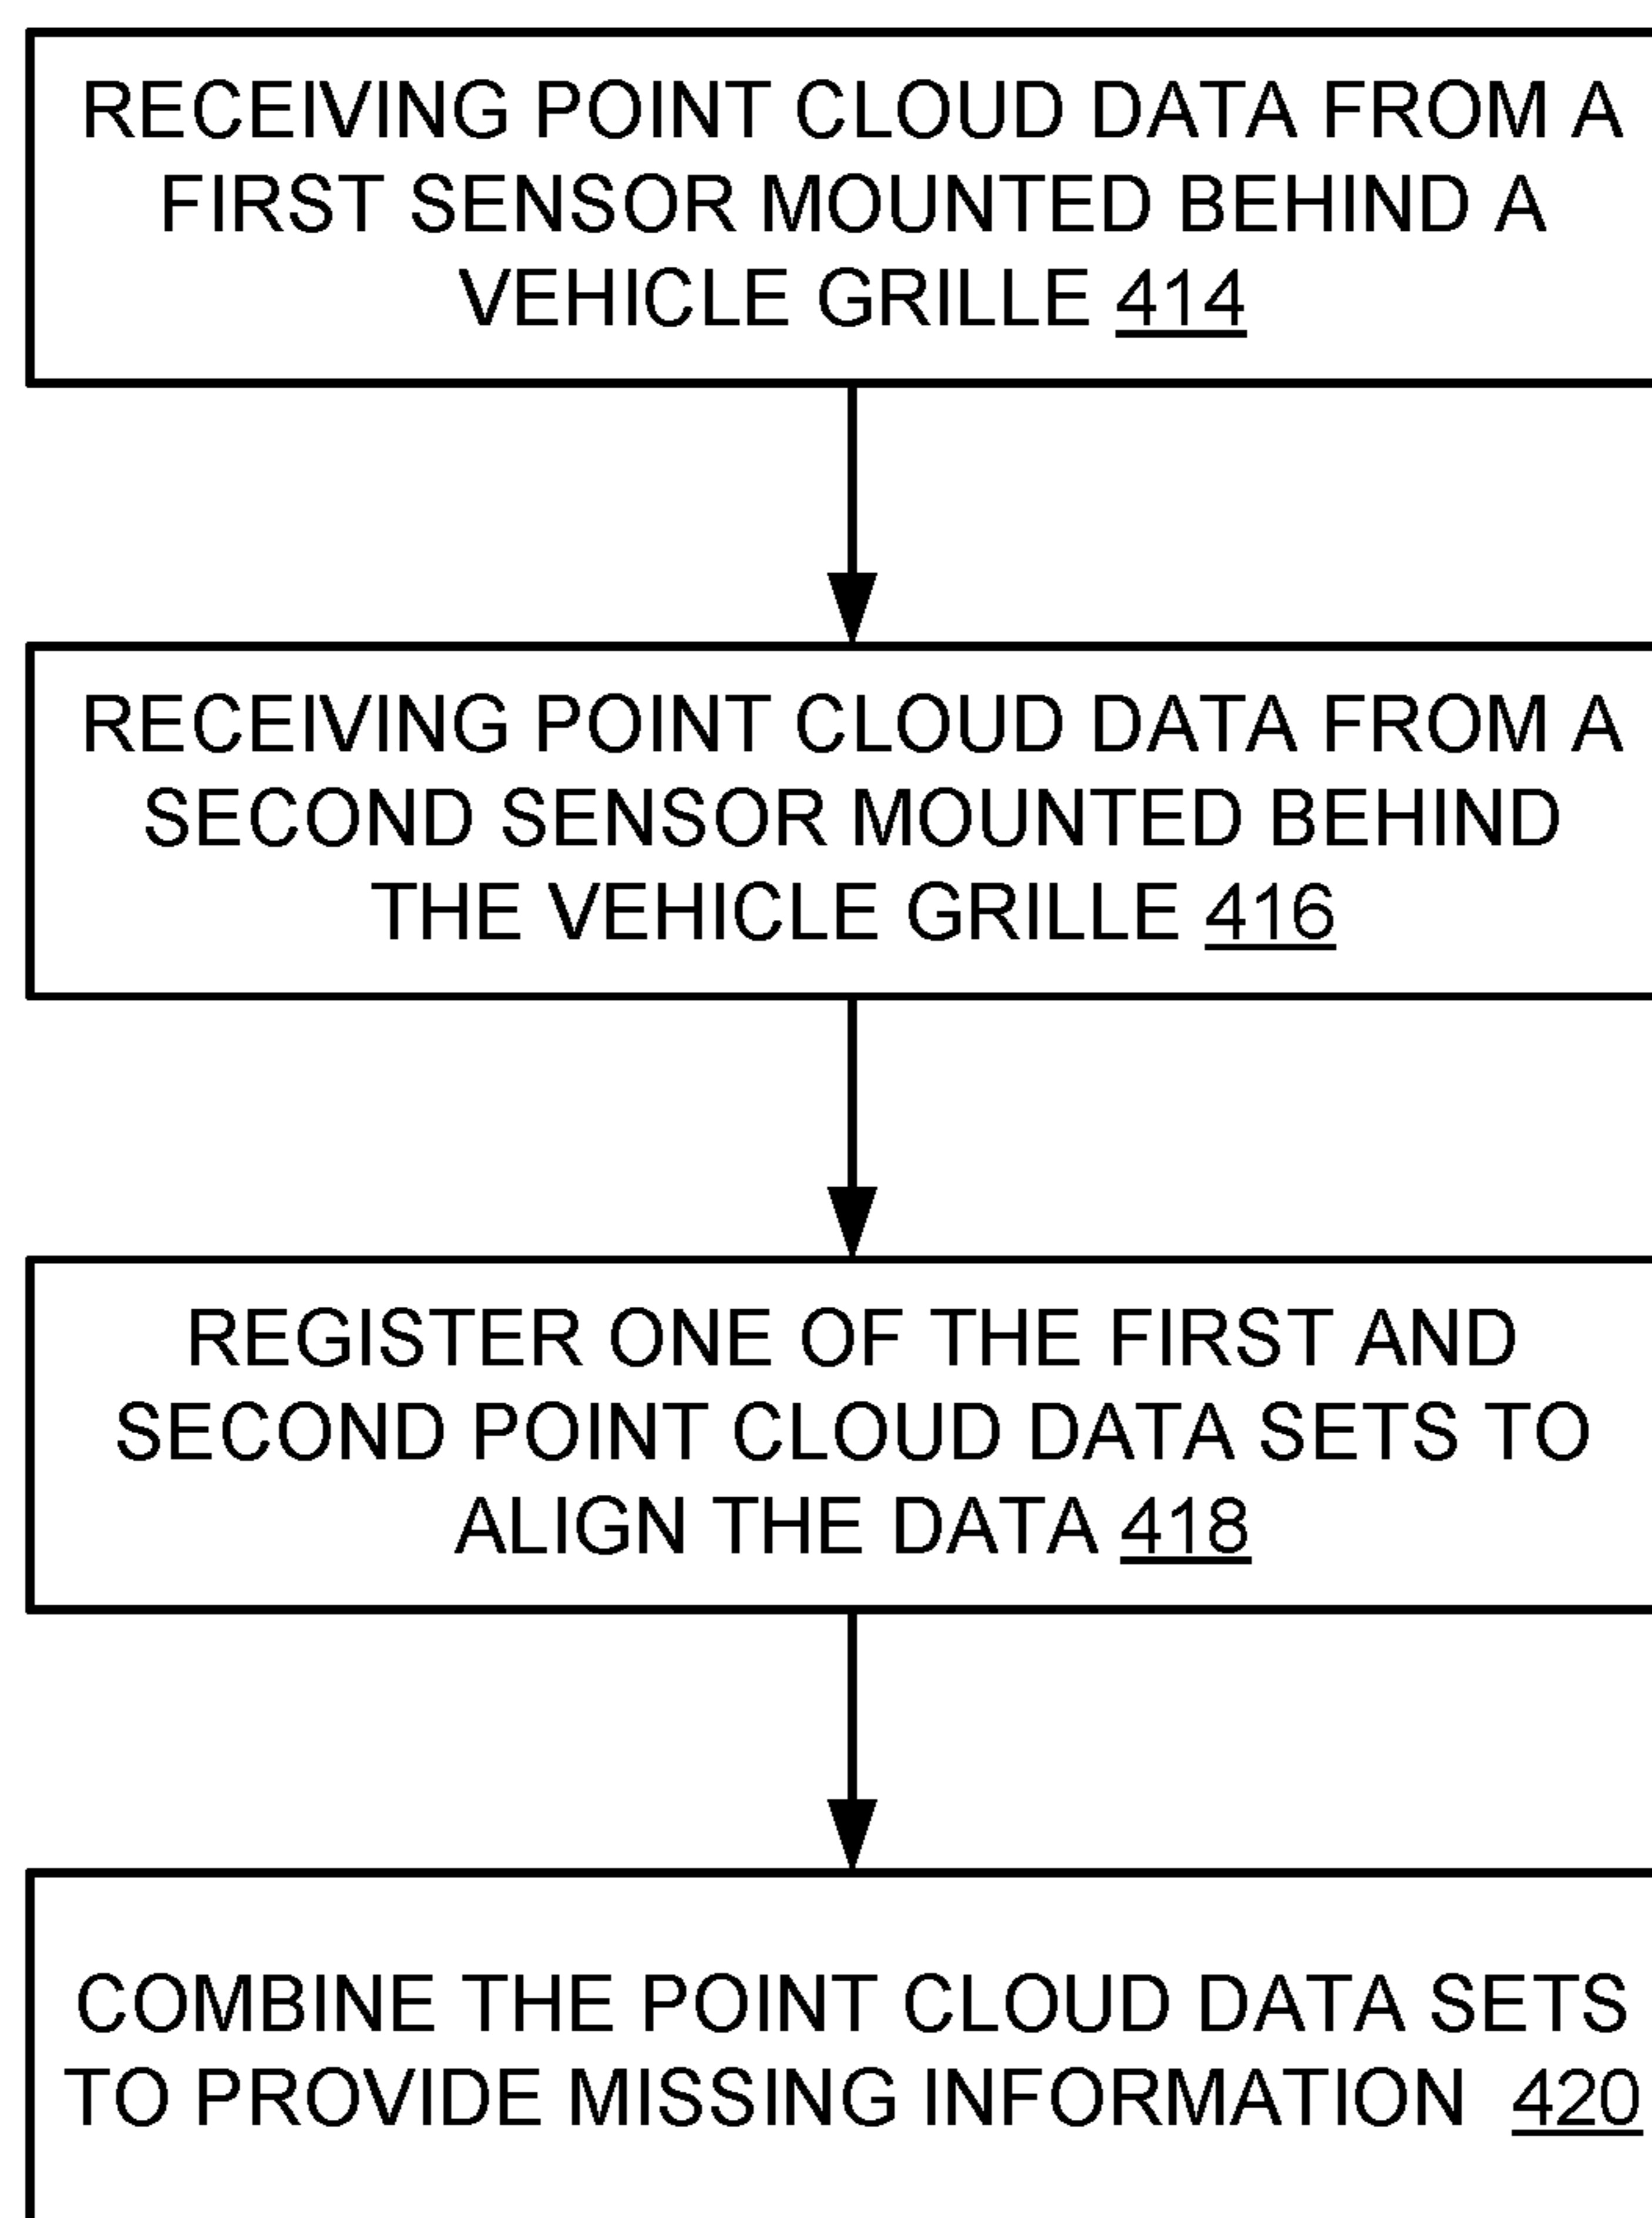 RECEIVING POINT CLOUD DATA FROM A
FIRST SENSOR MOUNTED BEHIND A
VEHICLE GRILLE 414
RECEIVING POINT CLOUD DATA FROM A
SECOND SENSOR MOUNTED BEHIND
THE VEHICLE GRILLE 416
REGISTER ONE OF THE FIRST AND
SECOND POINT CLOUD DATA SETS TO
ALIGN THE DATA 418
COMBINE THE POINT CLOUD DATA SETS
TO PROVIDE MISSING INFORMATION 420